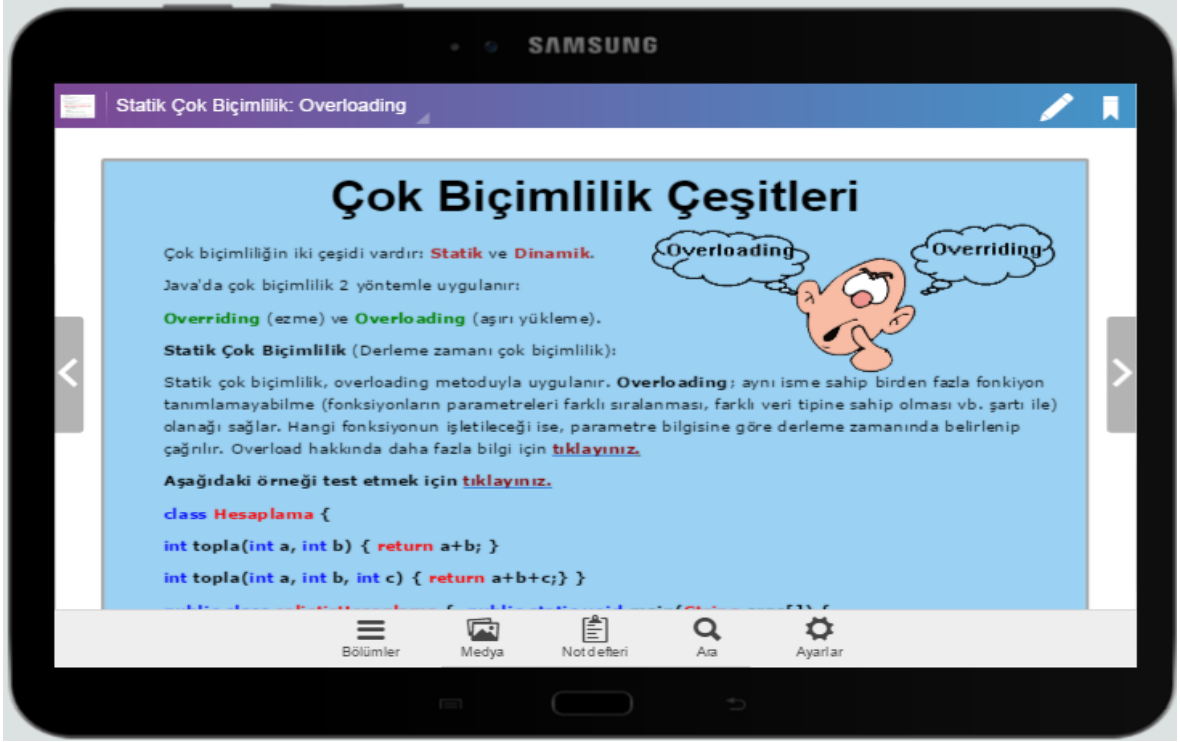 SAMSUNG
Statik Çok Biçimlilik: Overloading
Çok Biçimlilik Çeşitleri
Overloading
Overriding
Çok biçimliliğin iki çeşidi vardır: Statik ve Dinamik.
Java'da çok biçimlilik 2 yöntemle uygulanır:
Overriding (ezme) ve Overloading (aşırı yükleme).
Statik Çok Biçimlilik (Derleme zamanı çok biçimlilik):
Statik çok biçimlilik, overloading metoduyla uygulanır. Overloading; aynı isme sahip birden fazla fonkiyon
tanımlamayabilme (fonksiyonların parametreleri farklı sıralanması, farklı veri tipine sahip olması vb. şartı ile)
olanağı sağlar. Hangi fonksiyonun işletileceği ise, parametre bilgisine göre derleme zamanında belirlenip
çağrılır. Overload hakkında daha fazla bilgi için tıklayınız.
Aşağıdaki örneği test etmek için tıklayınız.
class Hesaplama {
int topla(int a, int b) { return a+b; }
int topla(int a, int b, int c) { return a+b+c;} }
Bölümler
Medya
Not defteri
Ara
Ayarlar